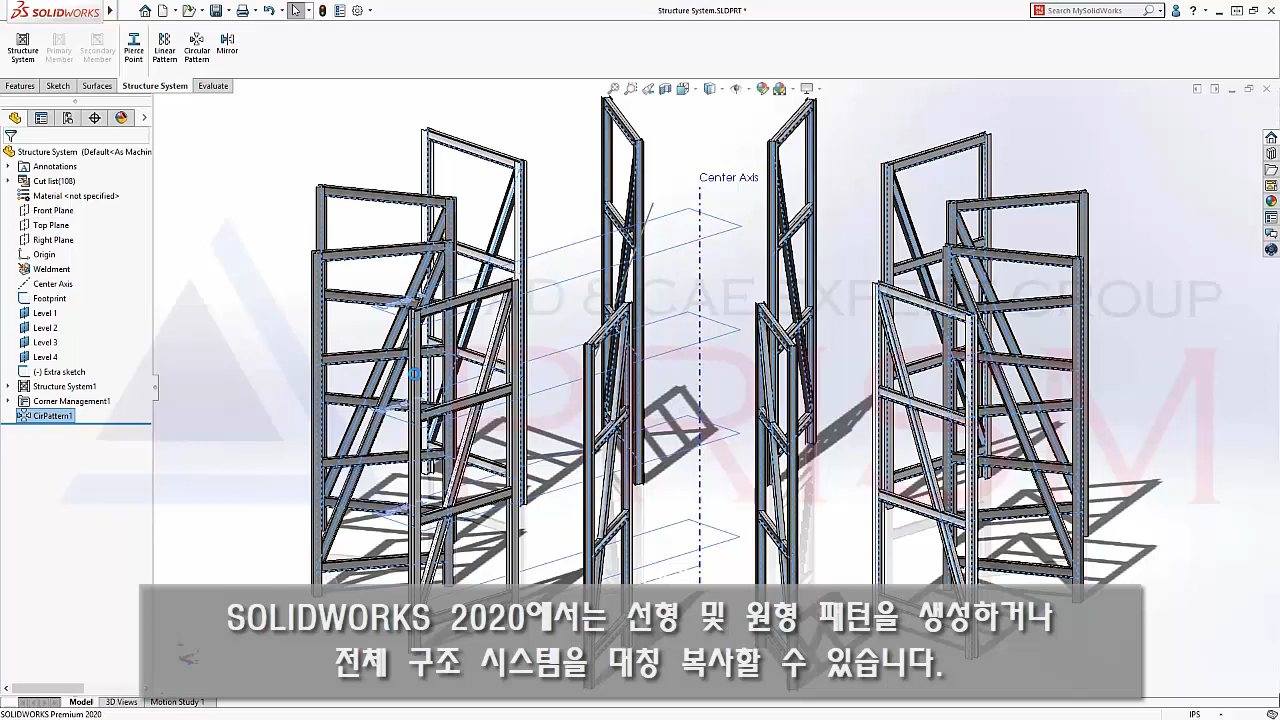 SOLIDWORKS
Structure System.SLDPRT *
Search MySolidWorks
Structure System
Primary Member
Secondary Member
Pierce Point
Linear Pattern
Circular Pattern
Mirror
Features Sketch Surfaces Structure System Evaluate
Structure System (Default<As Machin
Annotations
Cut list(108)
Material <not specified>
Front Plane
Top Plane
Right Plane
Origin
Weldment
Center Axis
Footprint
Level 1
Level 2
Level 3
Level 4
(-) Extra sketch
Structure System1
Corner Management1
CirPattern1
Center Axis
& CAE EXPERT GROUP
PRISM
SOLIDWORKS 2020에서는 선형 및 원형 패턴을 생성하거나
전체 구조 시스템을 대칭 복사할 수 있습니다.
Model 3D Views Motion Study 1
SOLIDWORKS Premium 2020
IPS